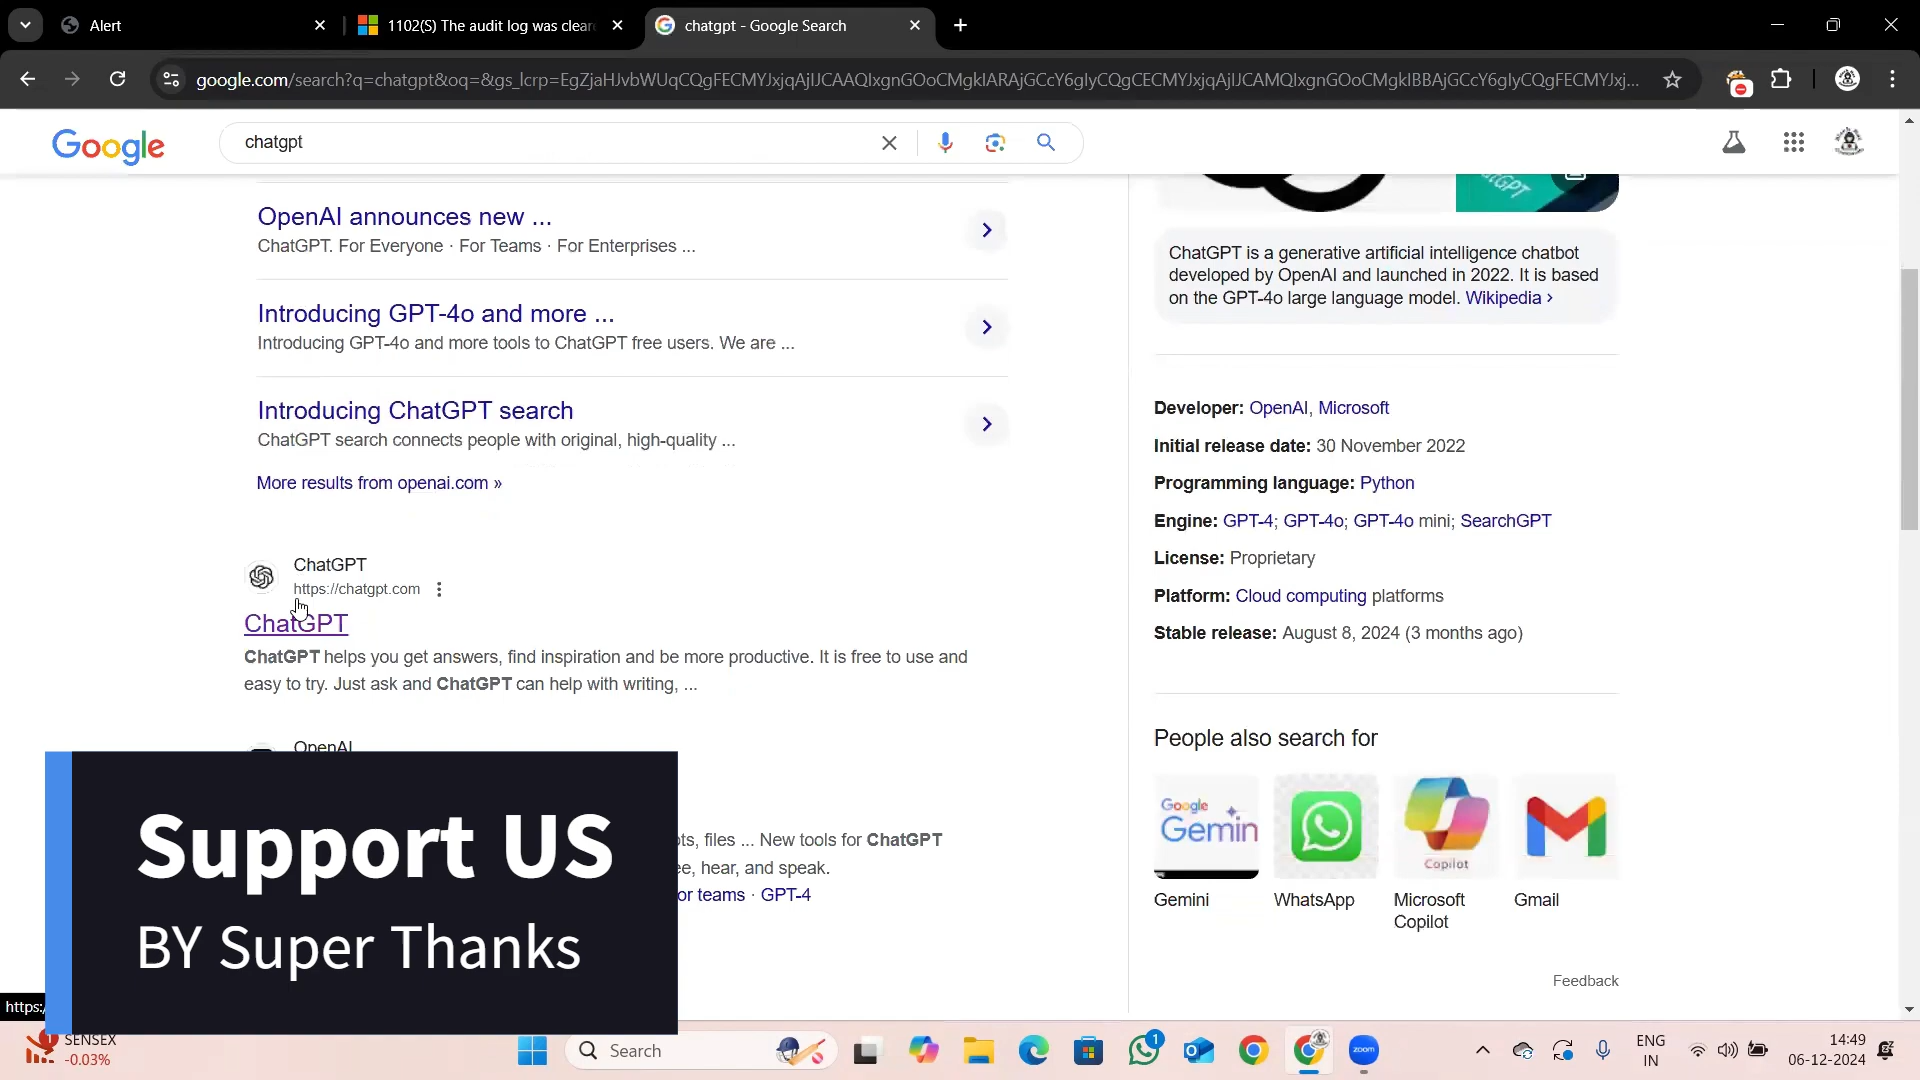 Alert
1102(S) The audit log was clear
chatgpt - Google Search
google.com/search?q=chatgpt&oq=&gs_lcrp=
Google
chatgpt
OpenAI announces new ...
ChatGPT. For Everyone · For Teams · For Enterprises ...
Introducing GPT-4o and more ...
Introducing GPT-4o and more tools to ChatGPT free users. We are ...
Introducing ChatGPT search
ChatGPT search connects people with original, high-quality ...
More results from openai.com »
ChatGPT
https://chatgpt.com
ChatGPT
ChatGPT helps you get answers, find inspiration and be more productive. It is free to use and
easy to try. Just ask and ChatGPT can help with writing, ...
OpenAI
files ... New tools for ChatGPT
hear, and speak.
teams · GPT-4
ChatGPT
ChatGPT is a generative artificial intelligence chatbot
developed by OpenAI and launched in 2022. It is based
on the GPT-4o large language model. Wikipedia ›
Developer: OpenAI, Microsoft
Initial release date: 30 November 2022
Programming language: Python
Engine: GPT-4; GPT-4o; GPT-4o mini; SearchGPT
License: Proprietary
Platform: Cloud computing platforms
Stable release: August 8, 2024 (3 months ago)
People also search for
Google
Gemin
Copilot
Gemini
WhatsApp
Microsoft
Copilot
Gmail
Feedback
Support US
BY Super Thanks
https:/
SENSEX
-0.03%
Search
1
zoom
ENG
IN
14:49
06-12-2024